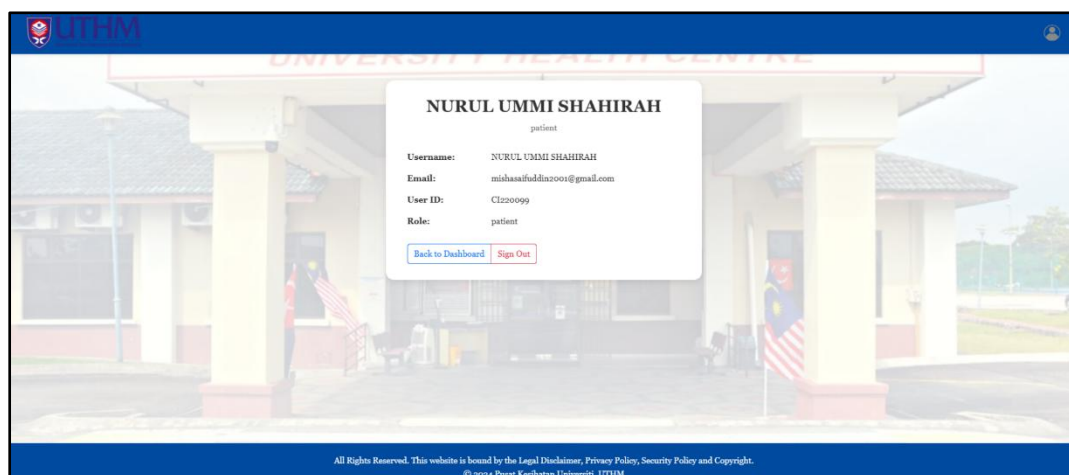 UTHM
UNIVERSITY HEALTH CENTRE
NURUL UMMI SHAHIRAH
patient
Username: NURUL UMMI SHAHIRAH
Email: mishasaifuddin2001@gmail.com
User ID: CI220099
Role: patient
Back to Dashboard Sign Out
All Rights Reserved. This website is bound by the Legal Disclaimer, Privacy Policy, Security Policy and Copyright.
© 2024 Pusat Kesihatan Universiti, UTHM